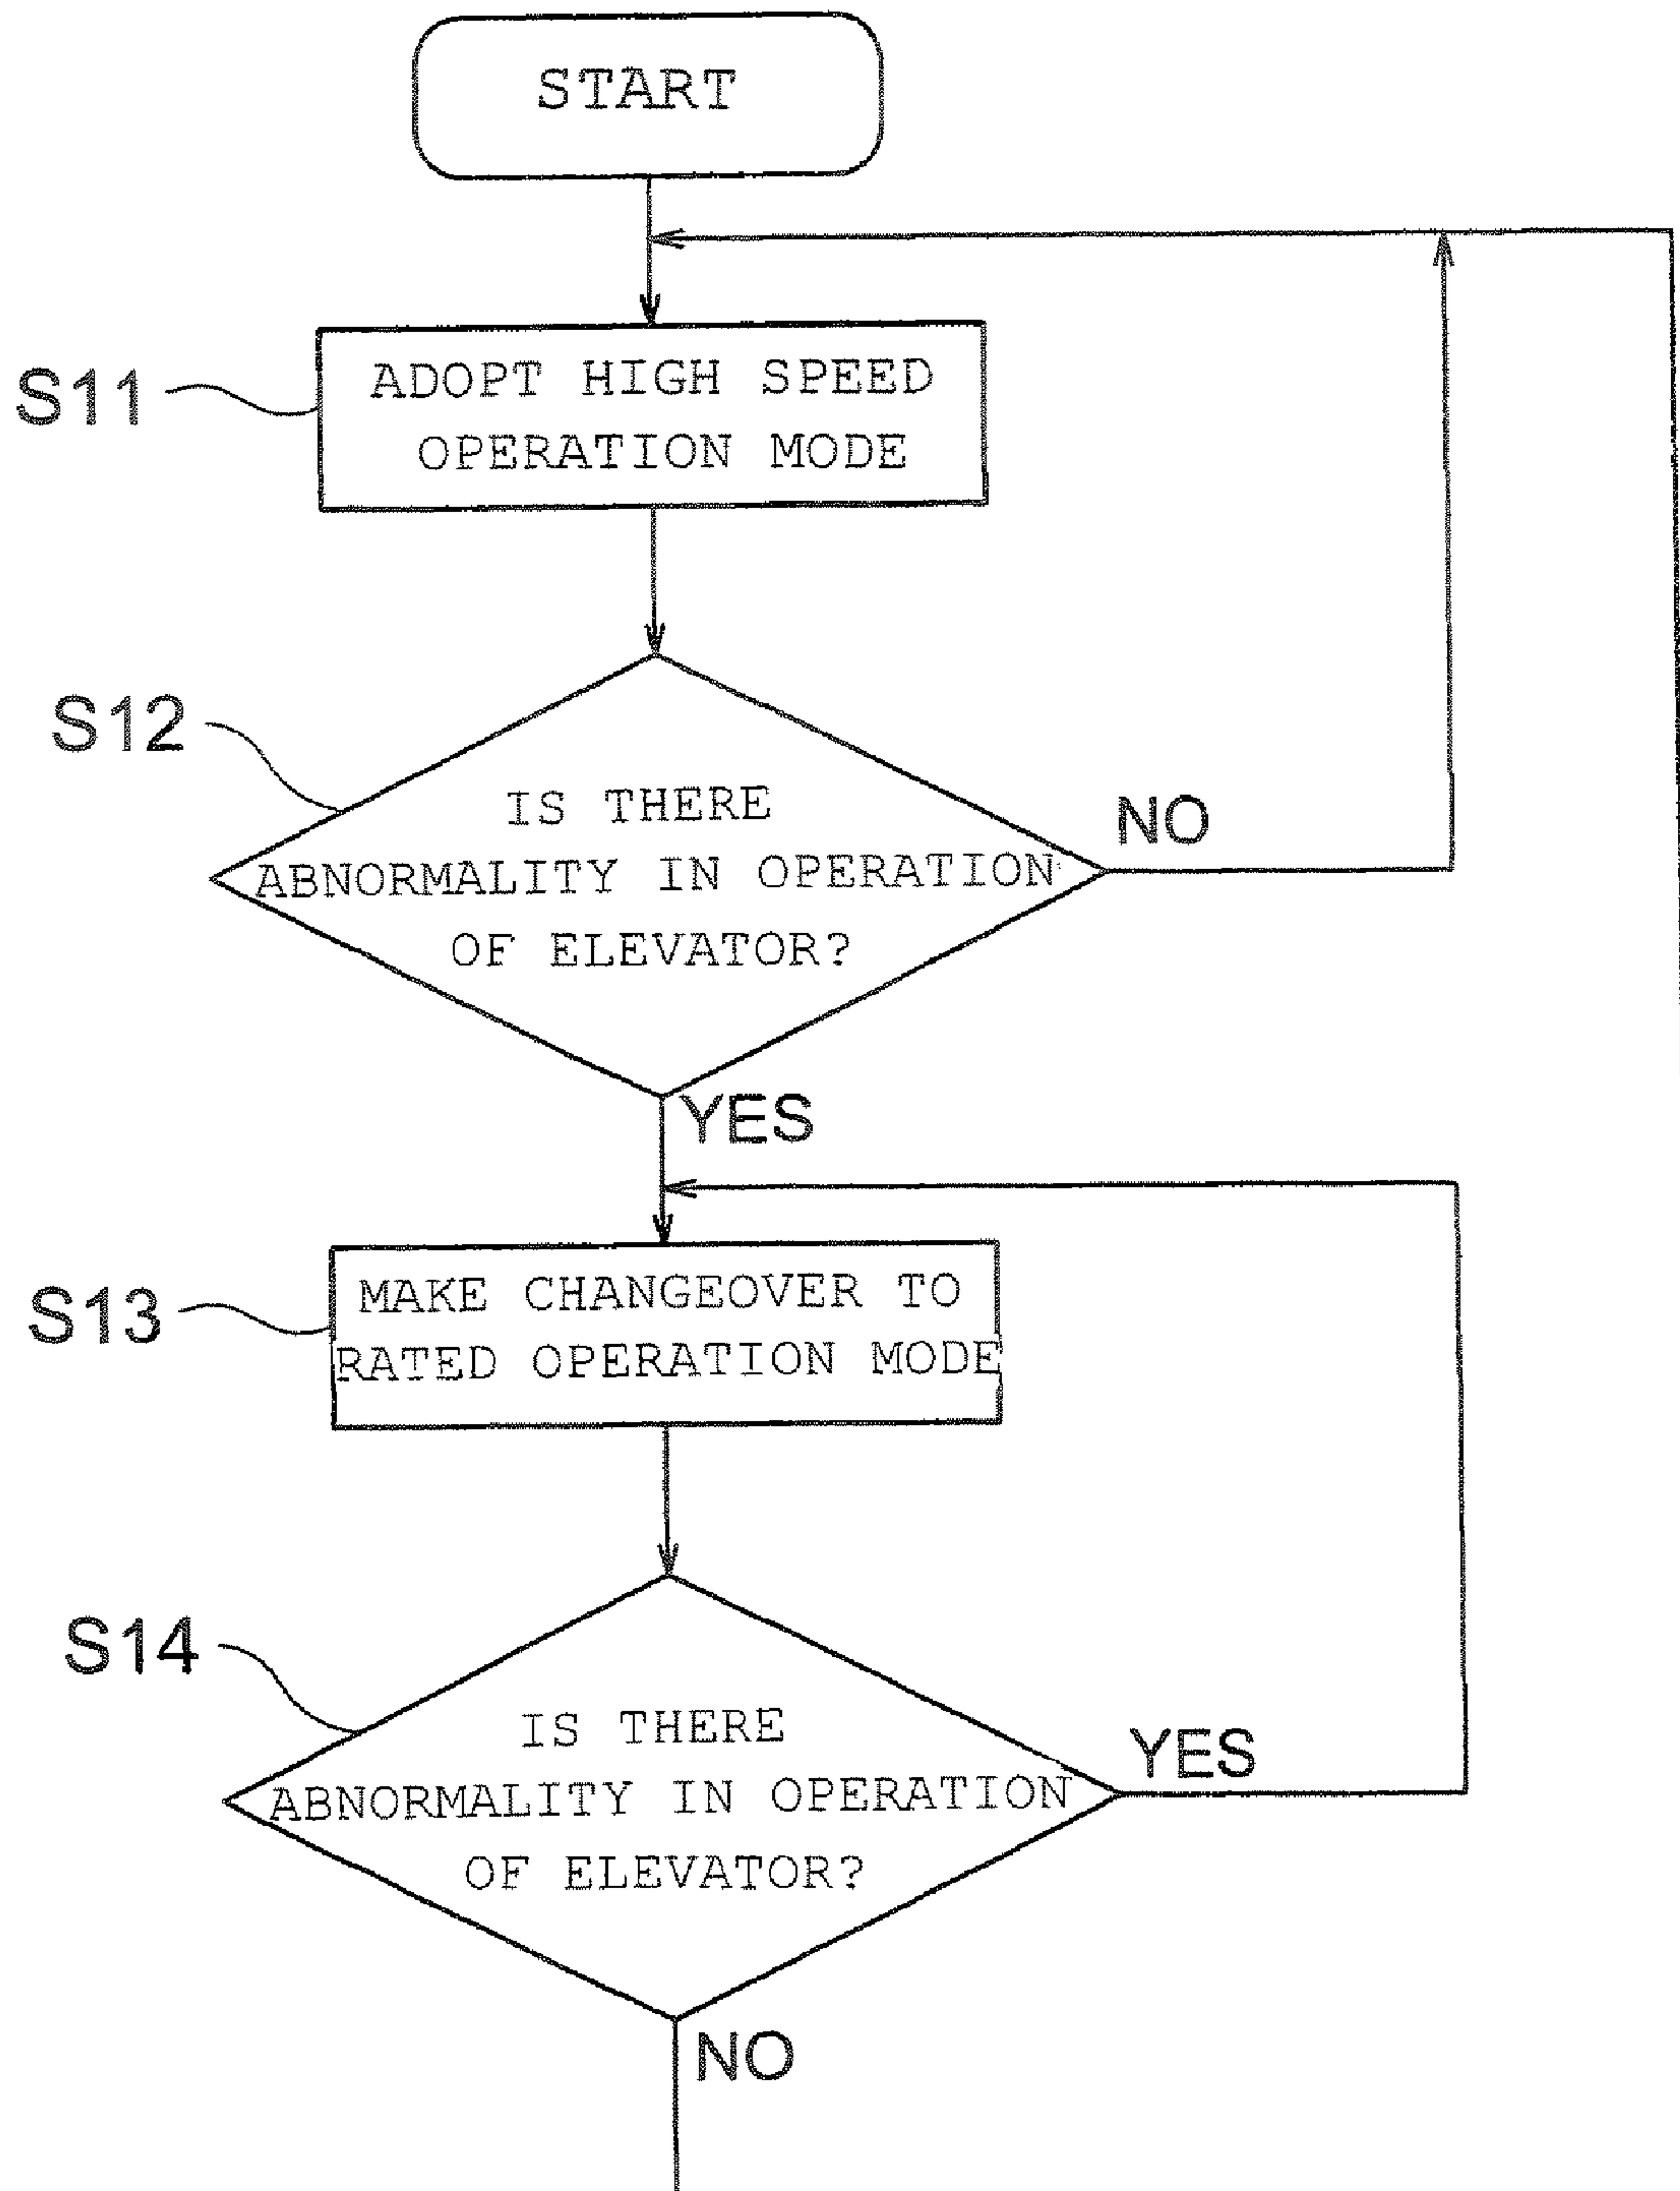 START
S11
ADOPT HIGH SPEED
OPERATION MODE
S12
IS THERE
ABNORMALITY IN OPERATION
OF ELEVATOR?
NO
YES
S13
MAKE CHANGEOVER TO
RATED OPERATION MODE
S14
IS THERE
ABNORMALITY IN OPERATION
OF ELEVATOR?
YES
NO